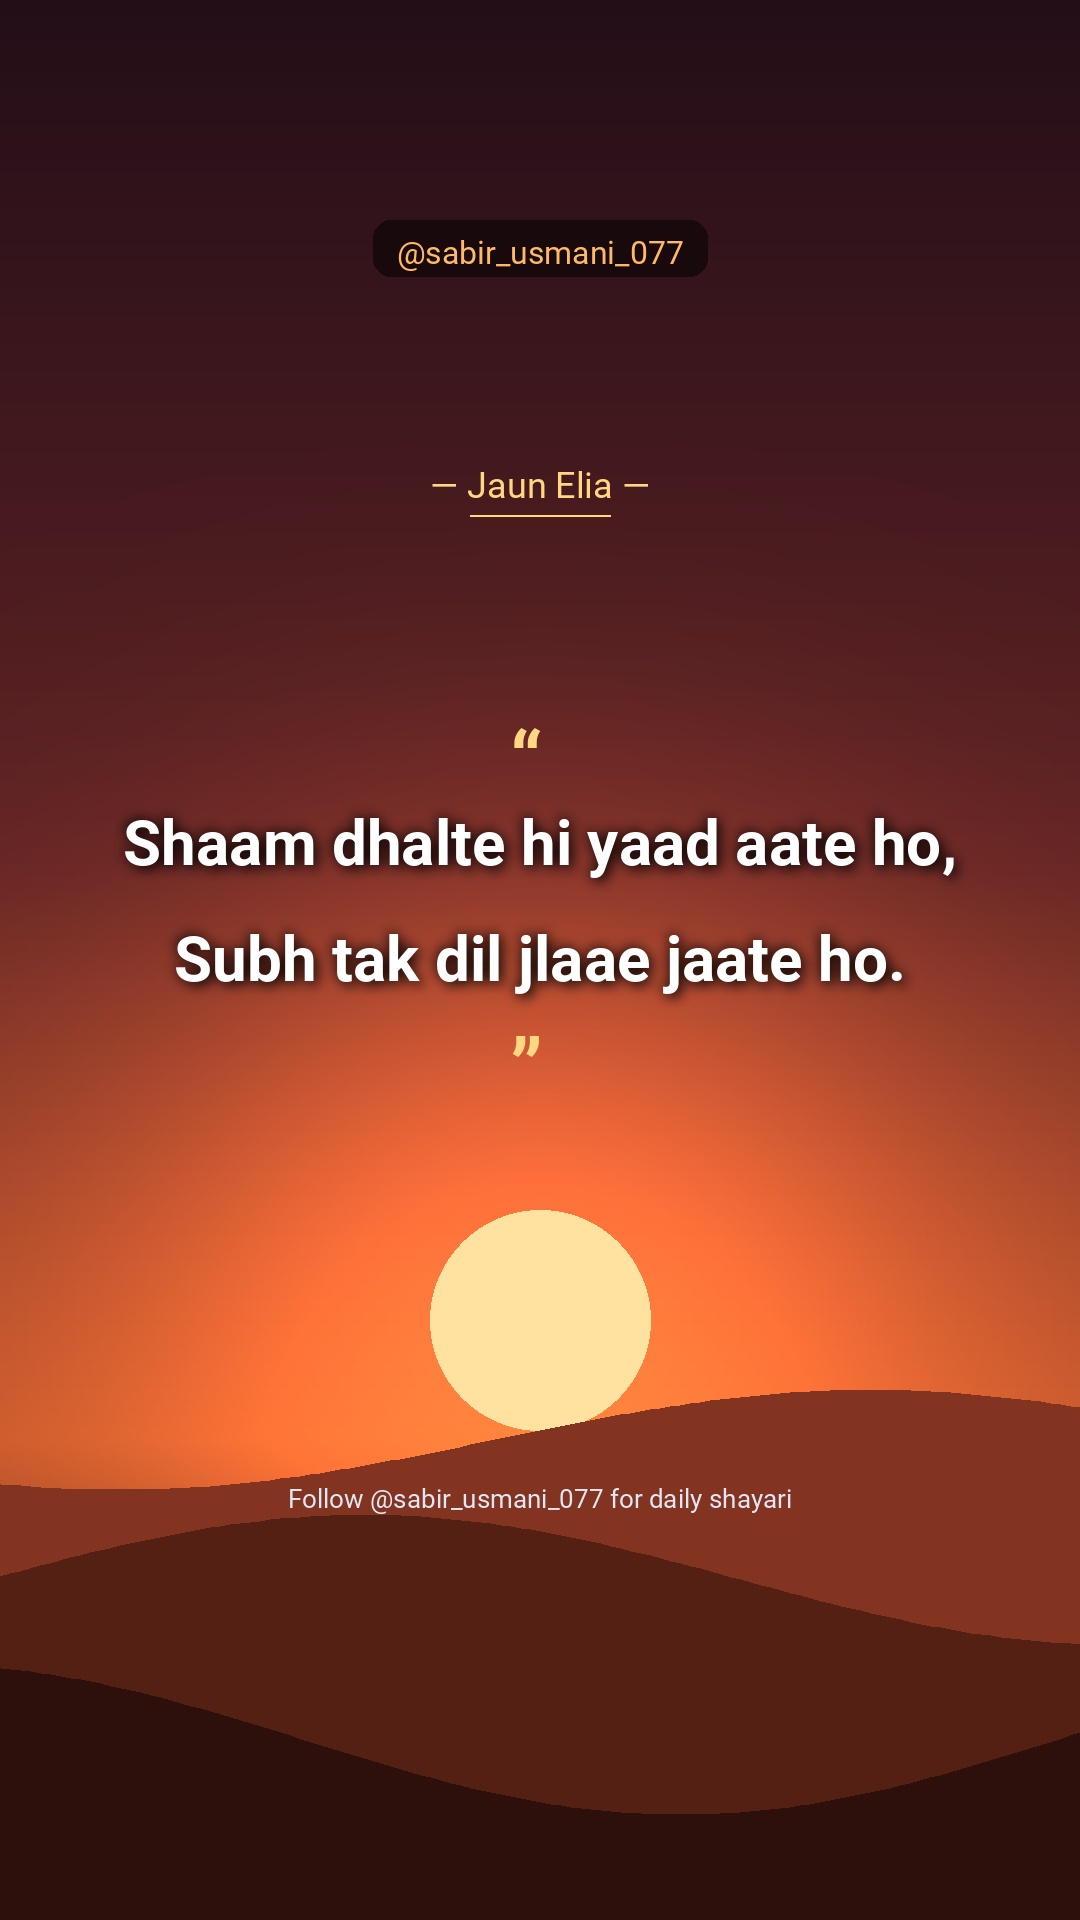 @sabir_usmani_077
— Jaun Elia —
“
Shaam dhalte hi yaad aate ho,
Subh tak dil jlaae jaate ho.
”
Follow @sabir_usmani_077 for daily shayari